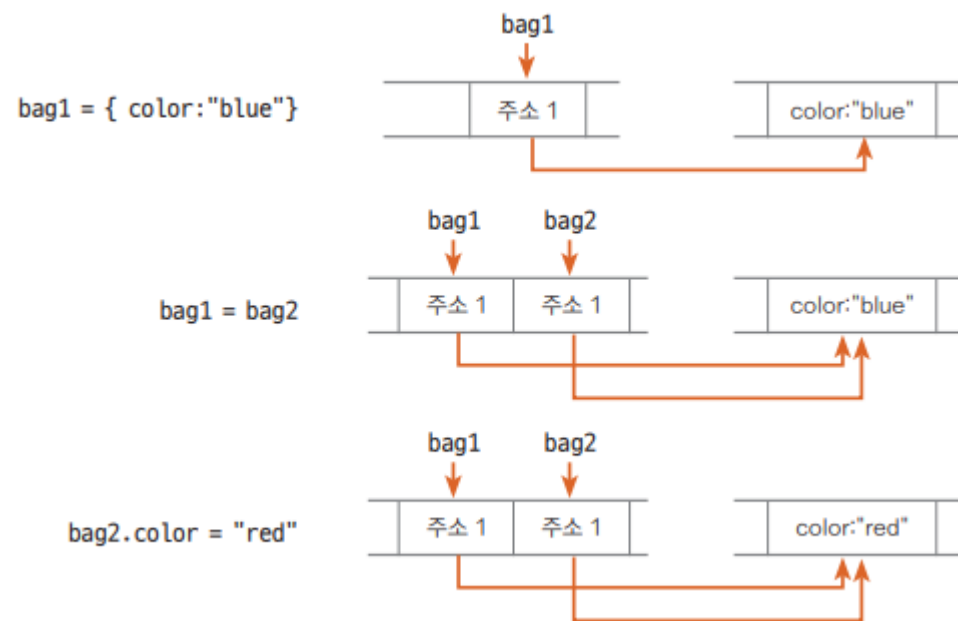 bag1
bag1 = { color:"blue"}
주소 1
color:"blue"
bag1 bag2
bag1 = bag2
주소 1 주소 1
color:"blue"
bag1 bag2
bag2.color = "red"
주소 1 주소 1
color:"red"